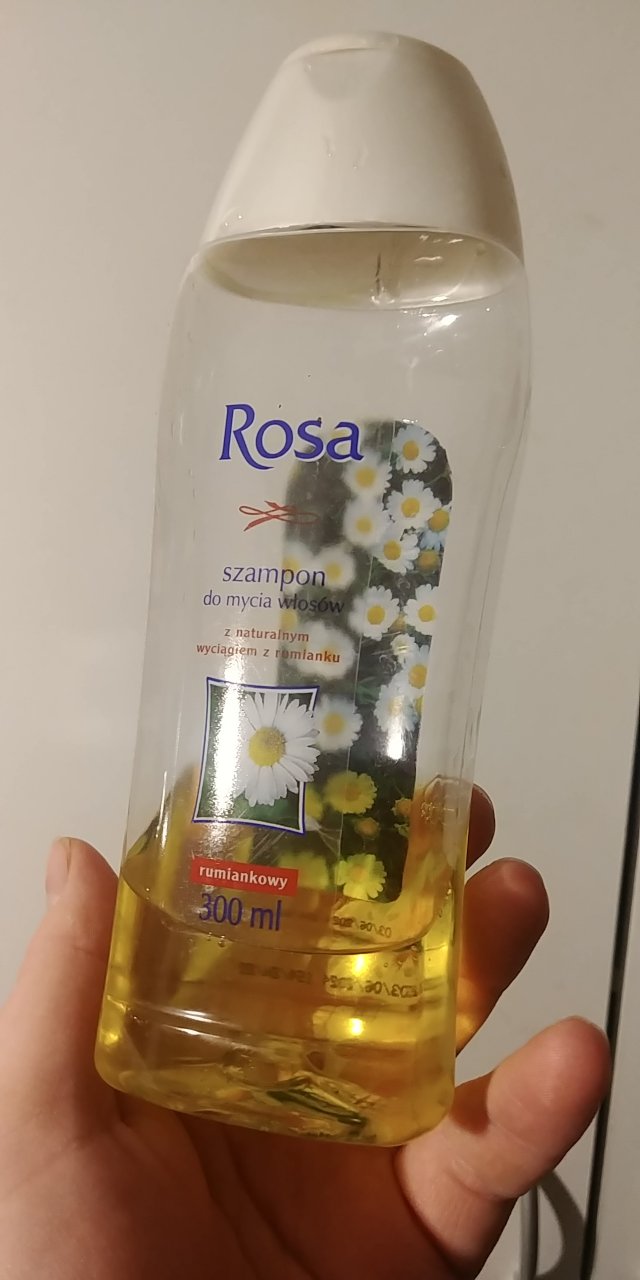 Rosa
szampon
do mycia włosów
z naturalnym
wyciągiem z rumianku
rumiankowy
300 ml